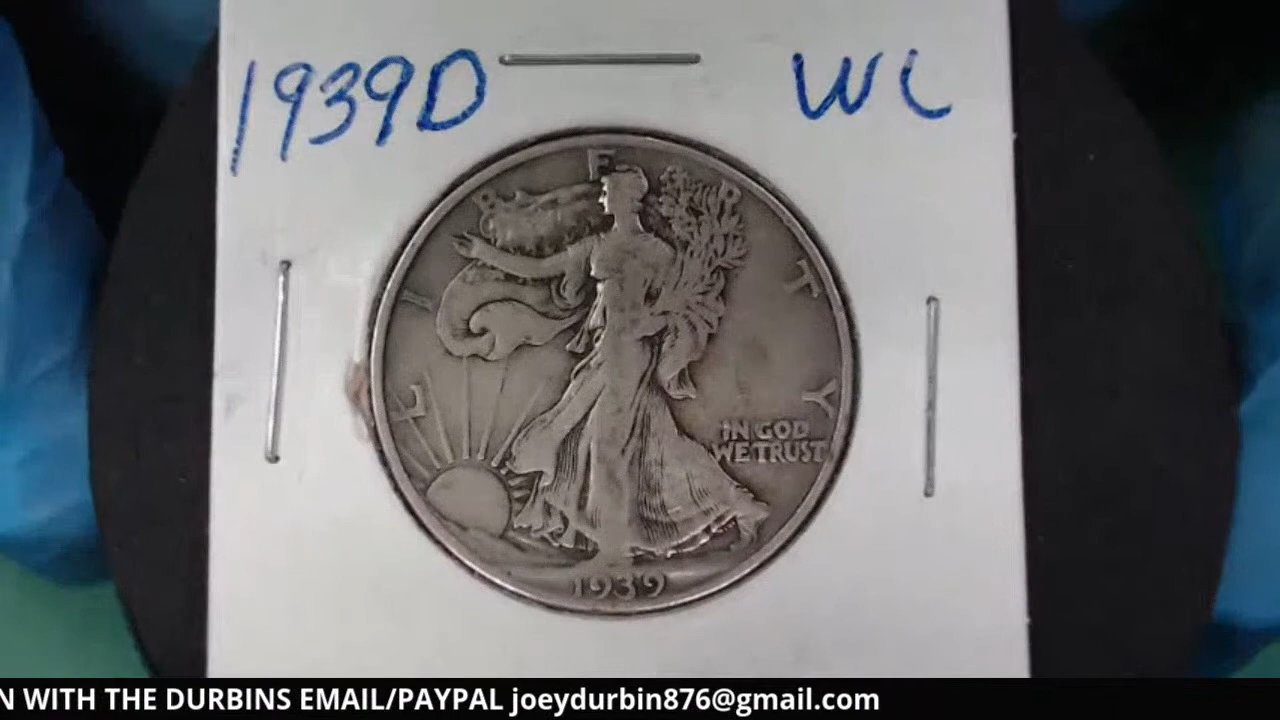 1939D WL
LIBERTY
IN GOD
WE TRUST
1939
N WITH THE DURBINS EMAIL/PAYPAL joeydurbin876@gmail.com